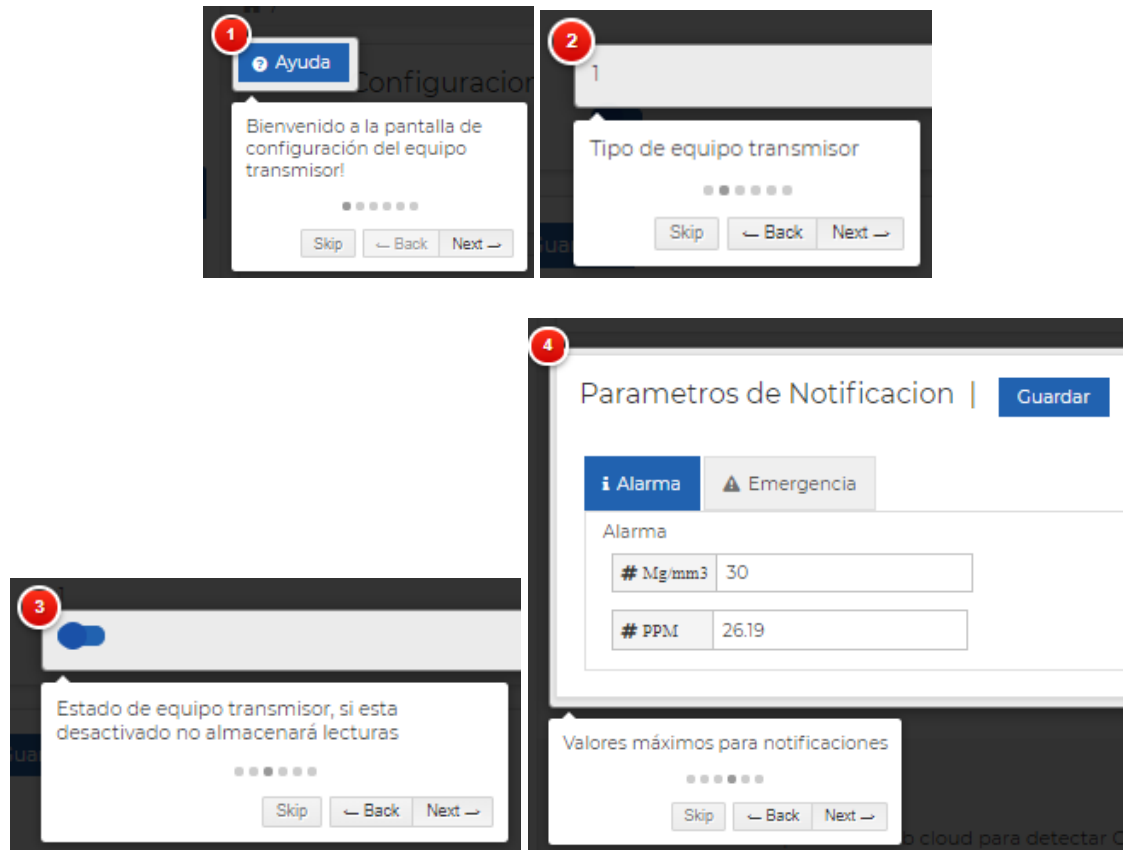 1
Ayuda
Configuracion
Bienvenido a la pantalla de
configuración del equipo
transmisor!
Skip
← Back
Next →
2
1
Tipo de equipo transmisor
Skip
← Back
Next →
3
1
Estado de equipo transmisor, si esta
desactivado no almacenará lecturas
Skip
← Back
Next →
4
Parametros de Notificacion |
Guardar
Alarma
Emergencia
Alarma
# Mg/mm3
30
# PPM
26.19
Valores máximos para notificaciones
Skip
← Back
Next →
cloud para detectar